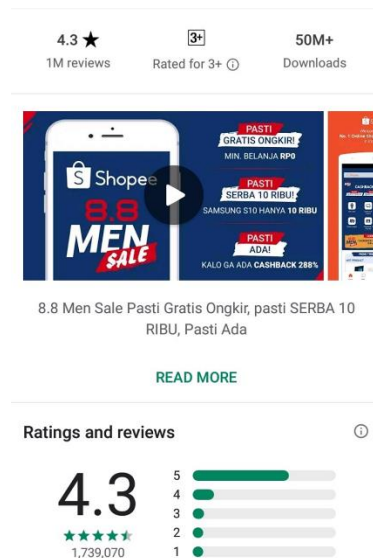 4.3 ★
1M reviews
3+
Rated for 3+
50M+
Downloads
Shopee
8.8
MEN
SALE
PASTI
GRATIS ONGKIR!
MIN. BELANJA RP0
PASTI
SERBA 10 RIBU!
SAMSUNG S10 HANYA 10 RIBU
PASTI
ADA!
KALO GA ADA CASHBACK 288%
8.8 Men Sale Pasti Gratis Ongkir, pasti SERBA 10
RIBU, Pasti Ada
READ MORE
Ratings and reviews
4.3
1,739,070
5
4
3
2
1